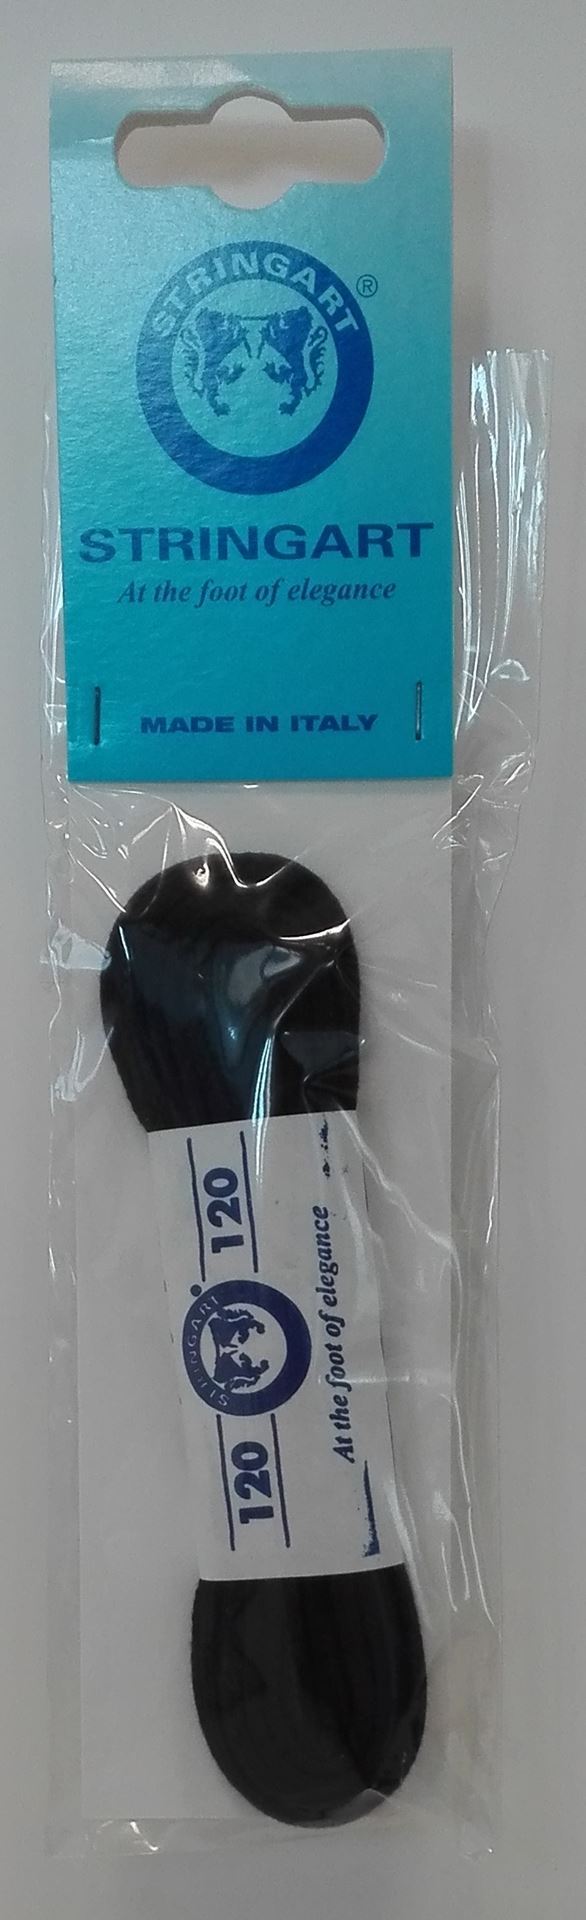 STRINGART
®
STRINGART
At the foot of elegance
MADE IN ITALY
120
STRINGART
120
At the foot of elegance